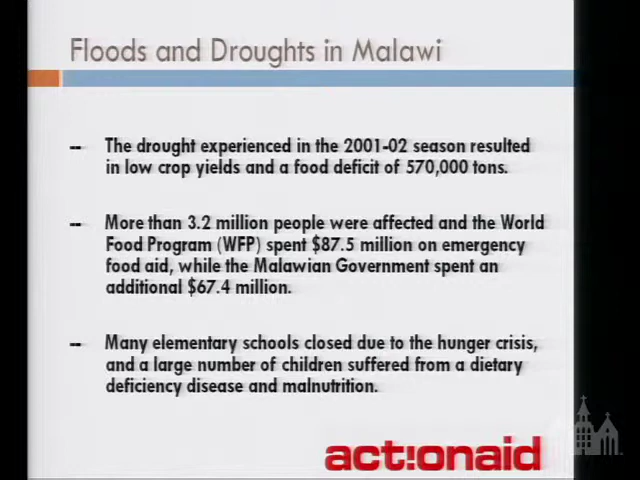 Floods and Droughts in Malawi
-- The drought experienced in the 2001-02 season resulted
in low crop yields and a food deficit of 570,000 tons.
-- More than 3.2 million people were affected and the World
Food Program (WFP) spent $87.5 million on emergency
food aid, while the Malawian Government spent an
additional $67.4 million.
-- Many elementary schools closed due to the hunger crisis,
and a large number of children suffered from a dietary
deficiency disease and malnutrition.
act!onaid